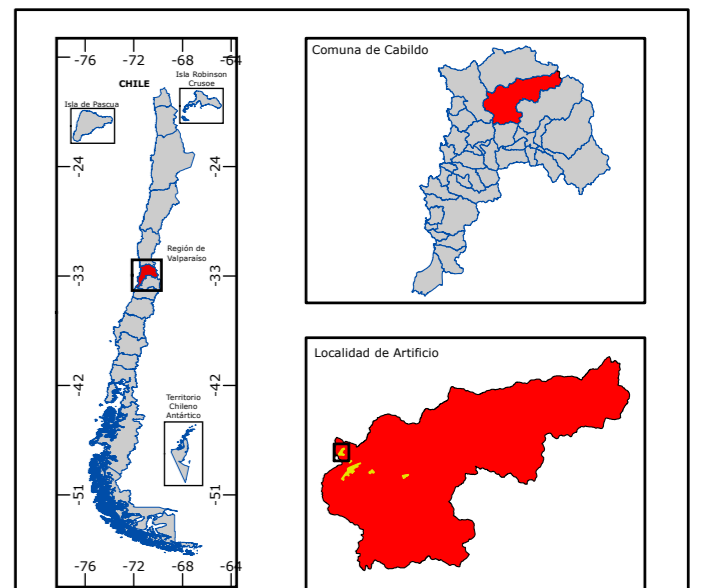 -76 -72 -68 -64
CHILE
Isla Robinson
Crusoe
Isla de Pascua
-24 -24
Región de
Valparaíso
-33 -33
-42 -42
Territorio
Chileno
Antártico
-51 -51
-76 -72 -68 -64
Comuna de Cabildo
Localidad de Artificio